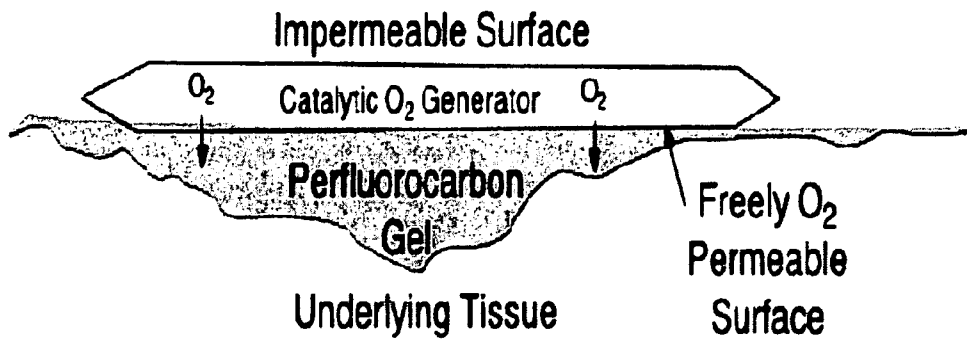 Impermeable Surface
O₂
Catalytic O₂ Generator
O₂
Perfluorocarbon
Gel
Freely O₂
Permeable
Surface
Underlying Tissue